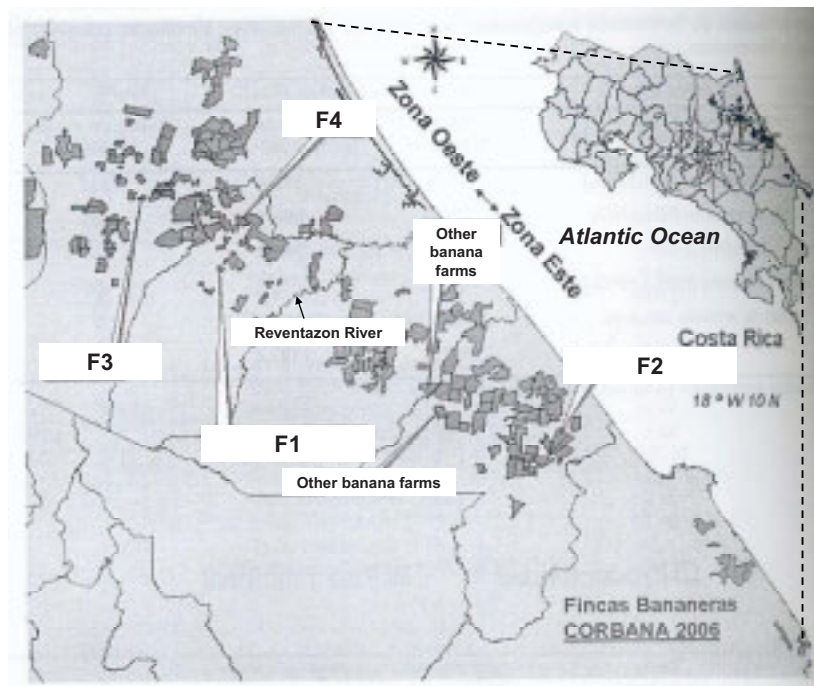 F4
Zona Oeste ↔ Zona Este
Other
banana
farms
Atlantic Ocean
Reventazon River
Costa Rica
F3
F2
18 º W 10 N
F1
Other banana farms
Fincas Bananeras
CORBANA 2006